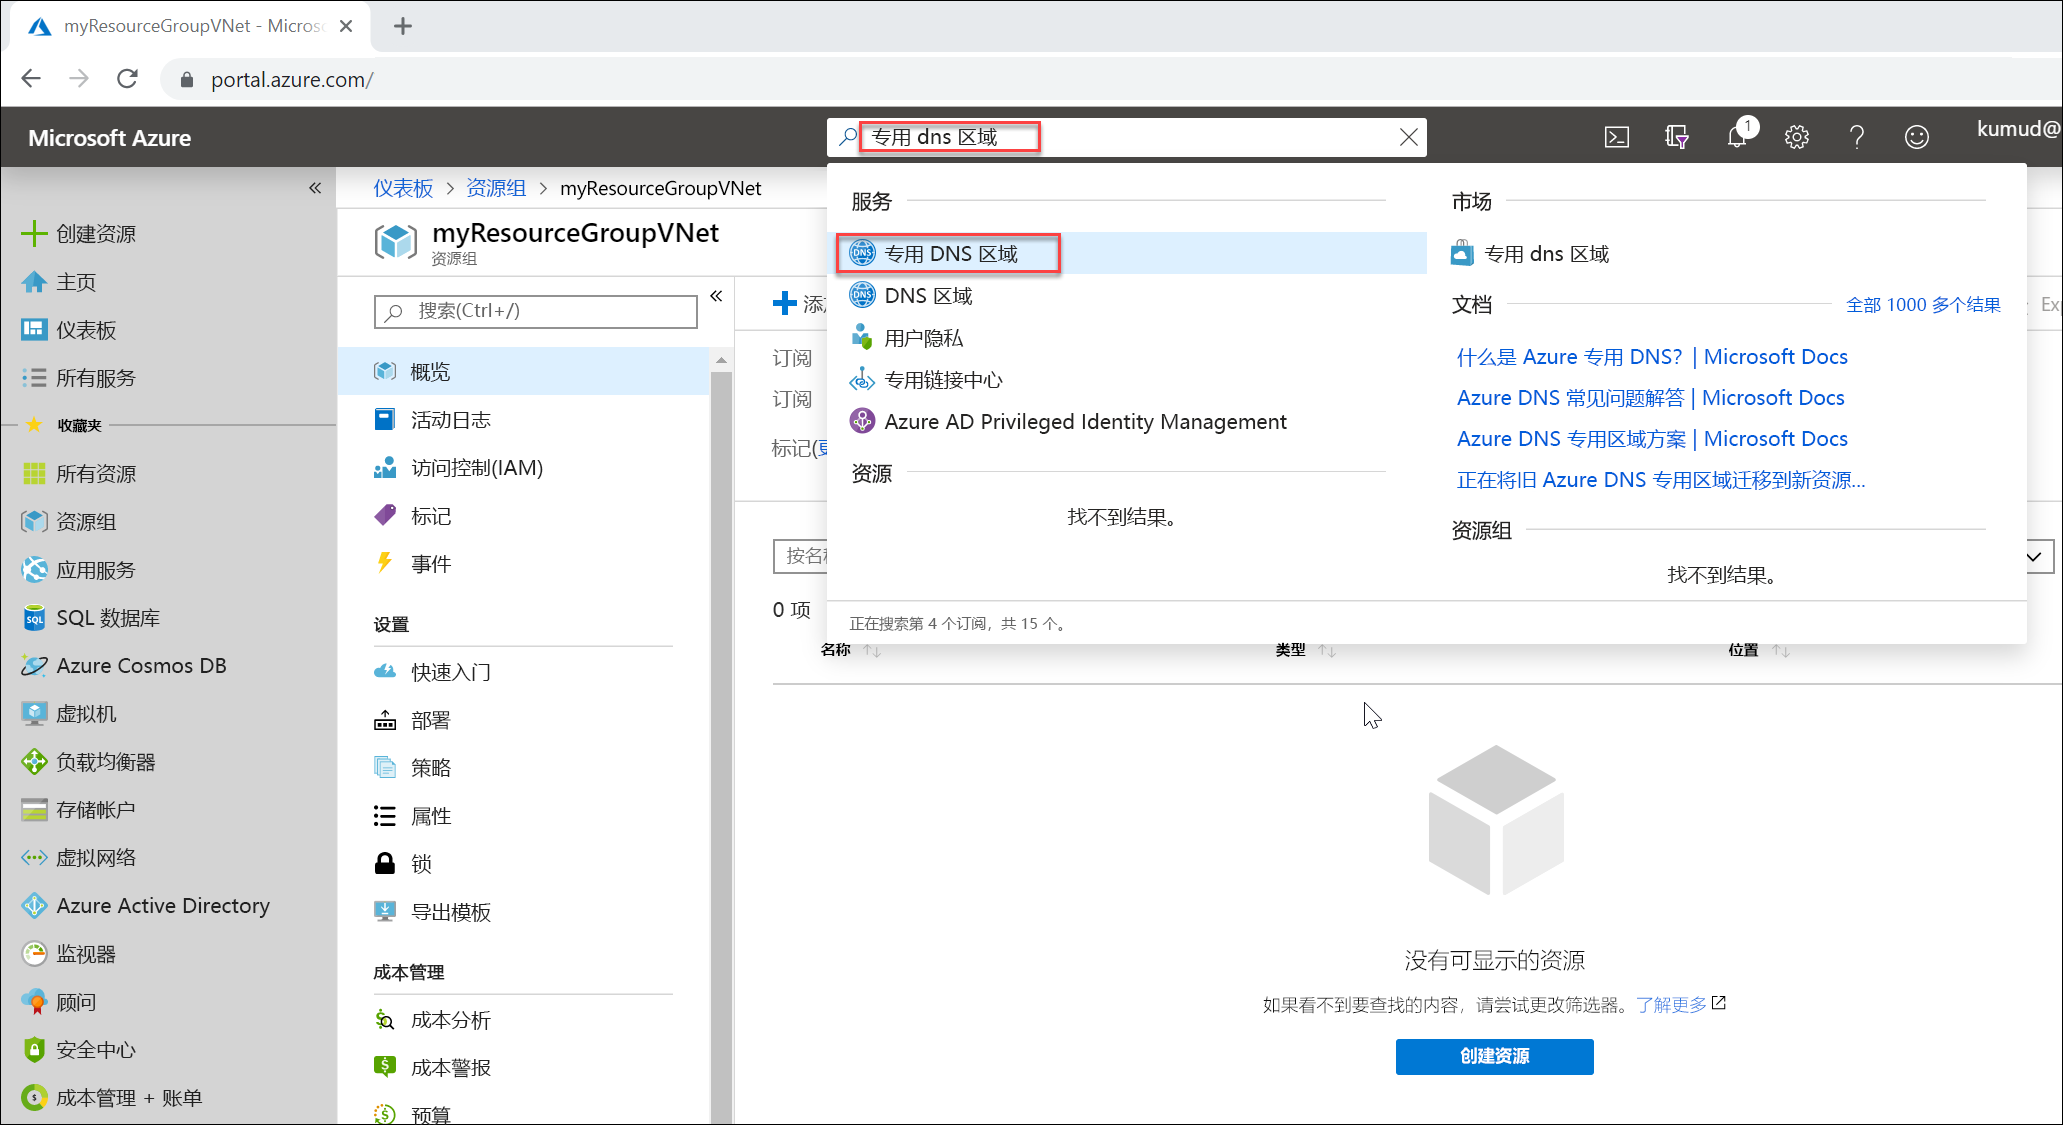 myResourceGroupVNet - Micros
portal.azure.com/
Microsoft Azure
专用 dns 区域
1
kumud@
创建资源
主页
仪表板
所有服务
收藏夹
所有资源
资源组
应用服务
SQL 数据库
Azure Cosmos DB
虚拟机
负载均衡器
存储帐户
虚拟网络
Azure Active Directory
监视器
顾问
安全中心
成本管理 + 账单
仪表板 > 资源组 > myResourceGroupVNet
myResourceGroupVNet
资源组
搜索(Ctrl+/)
概览
活动日志
访问控制(IAM)
标记
事件
设置
快速入门
部署
策略
属性
锁
导出模板
成本管理
成本分析
成本警报
预算
订阅
订阅
标记(
按名
0 项
服务
专用 DNS 区域
DNS 区域
用户隐私
专用链接中心
Azure AD Privileged Identity Management
资源
找不到结果。
正在搜索第 4 个订阅，共 15 个。
市场
专用 dns 区域
文档
全部 1000 多个结果
什么是 Azure 专用 DNS? | Microsoft Docs
Azure DNS 常见问题解答 | Microsoft Docs
Azure DNS 专用区域方案 | Microsoft Docs
正在将旧 Azure DNS 专用区域迁移到新资源...
资源组
找不到结果。
Ex
名称 类型 位置
没有可显示的资源
如果看不到要查找的内容，请尝试更改筛选器。了解更多
创建资源